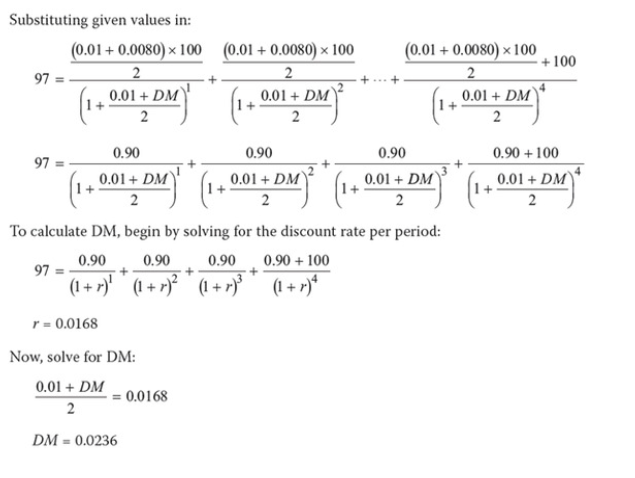 Substituting given values in:
97 = \frac{\frac{(0.01 + 0.0080) × 100}{2}}{\left(1 + \frac{0.01 + DM}{2}\right)^1} + \frac{\frac{(0.01 + 0.0080) × 100}{2}}{\left(1 + \frac{0.01 + DM}{2}\right)^2} + ··· + \frac{\frac{(0.01 + 0.0080) × 100}{2} + 100}{\left(1 + \frac{0.01 + DM}{2}\right)^4}
97 = \frac{0.90}{\left(1 + \frac{0.01 + DM}{2}\right)^1} + \frac{0.90}{\left(1 + \frac{0.01 + DM}{2}\right)^2} + \frac{0.90}{\left(1 + \frac{0.01 + DM}{2}\right)^3} + \frac{0.90 + 100}{\left(1 + \frac{0.01 + DM}{2}\right)^4}
To calculate DM, begin by solving for the discount rate per period:
97 = \frac{0.90}{(1 + r)^1} + \frac{0.90}{(1 + r)^2} + \frac{0.90}{(1 + r)^3} + \frac{0.90 + 100}{(1 + r)^4}
r = 0.0168
Now, solve for DM:
\frac{0.01 + DM}{2} = 0.0168
DM = 0.0236